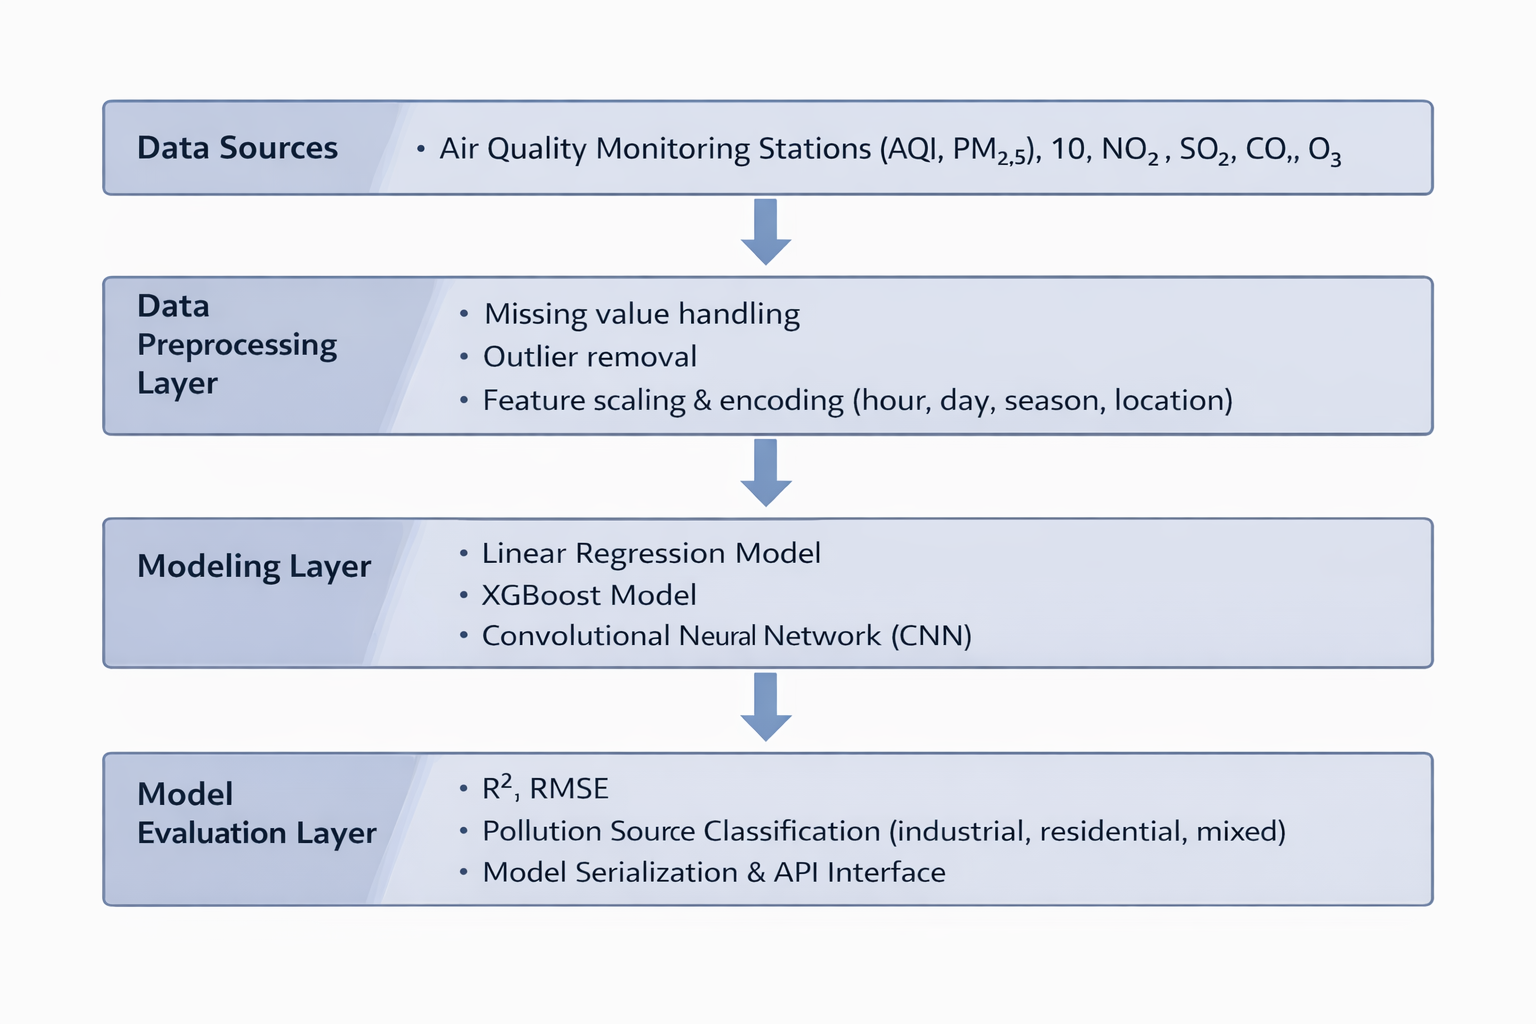 Data Sources
• Air Quality Monitoring Stations (AQI, PM₂,₅), 10, NO₂ , SO₂, CO,, O₃
Data
Preprocessing
Layer
• Missing value handling
• Outlier removal
• Feature scaling & encoding (hour, day, season, location)
Modeling Layer
• Linear Regression Model
• XGBoost Model
• Convolutional Neural Network (CNN)
Model
Evaluation Layer
• R², RMSE
• Pollution Source Classification (industrial, residential, mixed)
• Model Serialization & API Interface